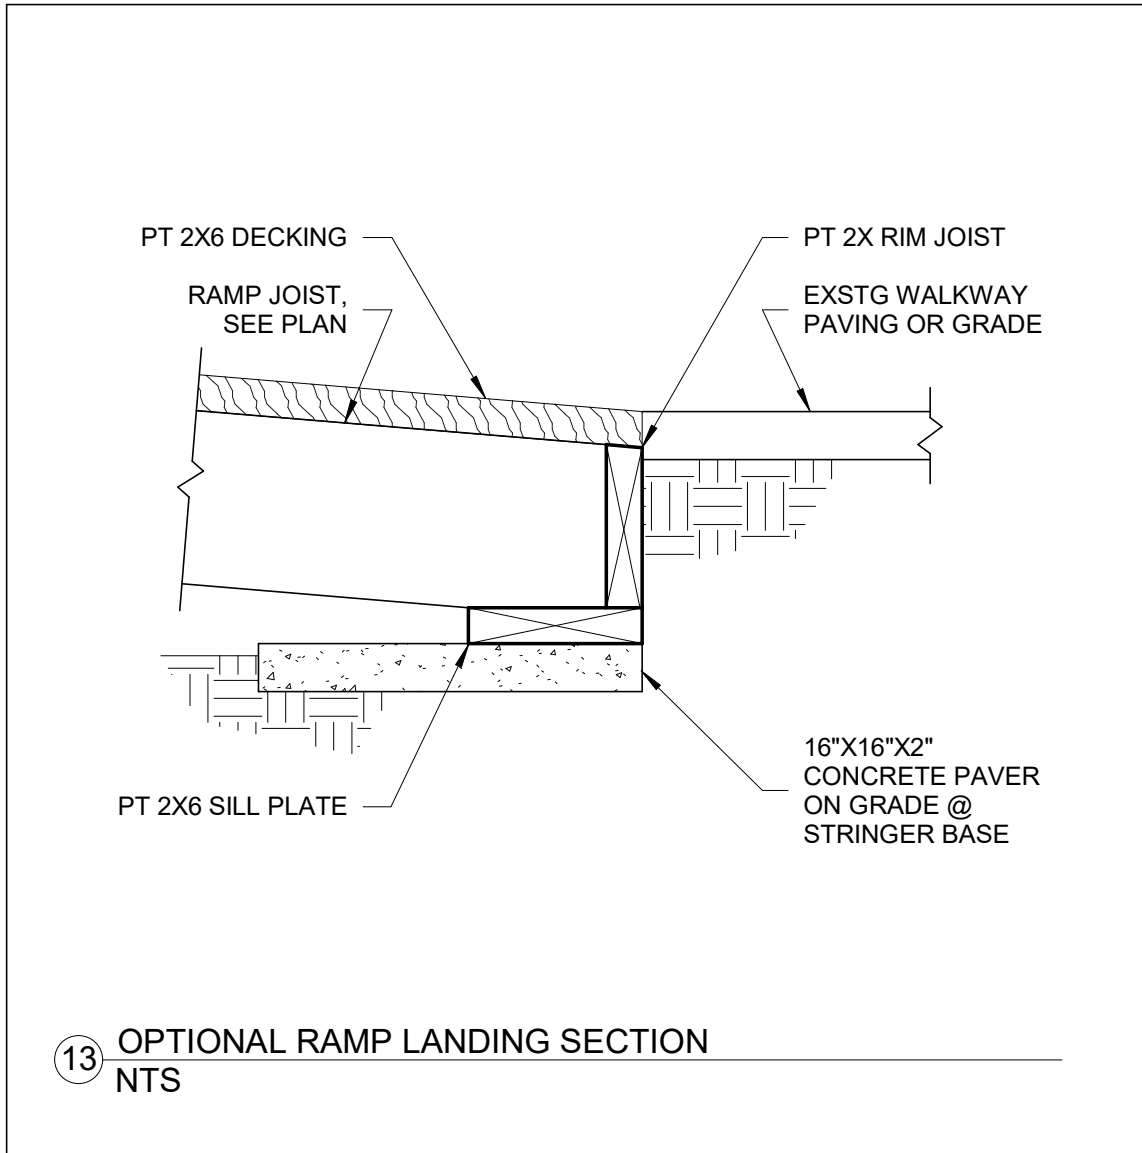 PT 2X6 DECKING
RAMP JOIST,
SEE PLAN
PT 2X RIM JOIST
EXSTG WALKWAY
PAVING OR GRADE
PT 2X6 SILL PLATE
16"X16"X2"
CONCRETE PAVER
ON GRADE @
STRINGER BASE
13 OPTIONAL RAMP LANDING SECTION
NTS